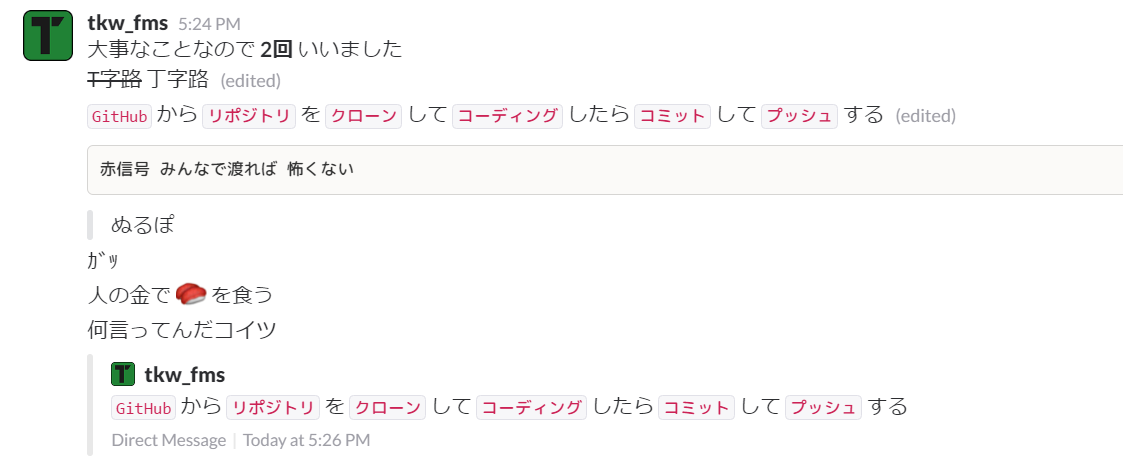 tkw_fms 5:24 PM
大事なことなので 2回 いいました
T字路 丁字路 (edited)
GitHub から リポジトリ を クローン して コーディング したら コミット して プッシュ する (edited)
赤信号 みんなで渡れば 怖くない
ぬるぽ
ｶﾞｯ
人の金で 🍣 を食う
何言ってんだコイツ
tkw_fms
GitHub から リポジトリ を クローン して コーディング したら コミット して プッシュ する
Direct Message | Today at 5:26 PM